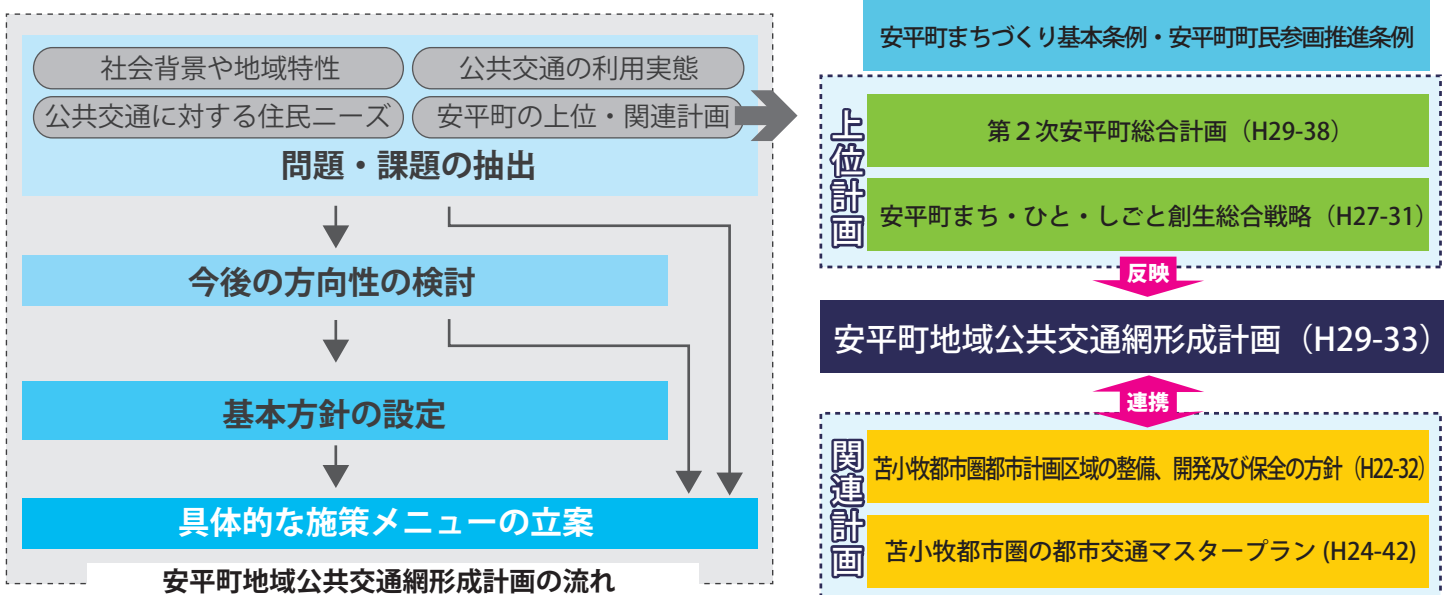 社会背景や地域特性
公共交通の利用実態
公共交通に対する住民ニーズ
安平町の上位・関連計画
問題・課題の抽出
今後の方向性の検討
基本方針の設定
具体的な施策メニューの立案
安平町地域公共交通網形成計画の流れ
安平町まちづくり基本条例・安平町町民参画推進条例
上位計画
第２次安平町総合計画（H29-38）
安平町まち・ひと・しごと創生総合戦略（H27-31）
反映
安平町地域公共交通網形成計画（H29-33）
連携
関連計画
苫小牧都市圏都市計画区域の整備、開発及び保全の方針（H22-32）
苫小牧都市圏の都市交通マスタープラン (H24-42)